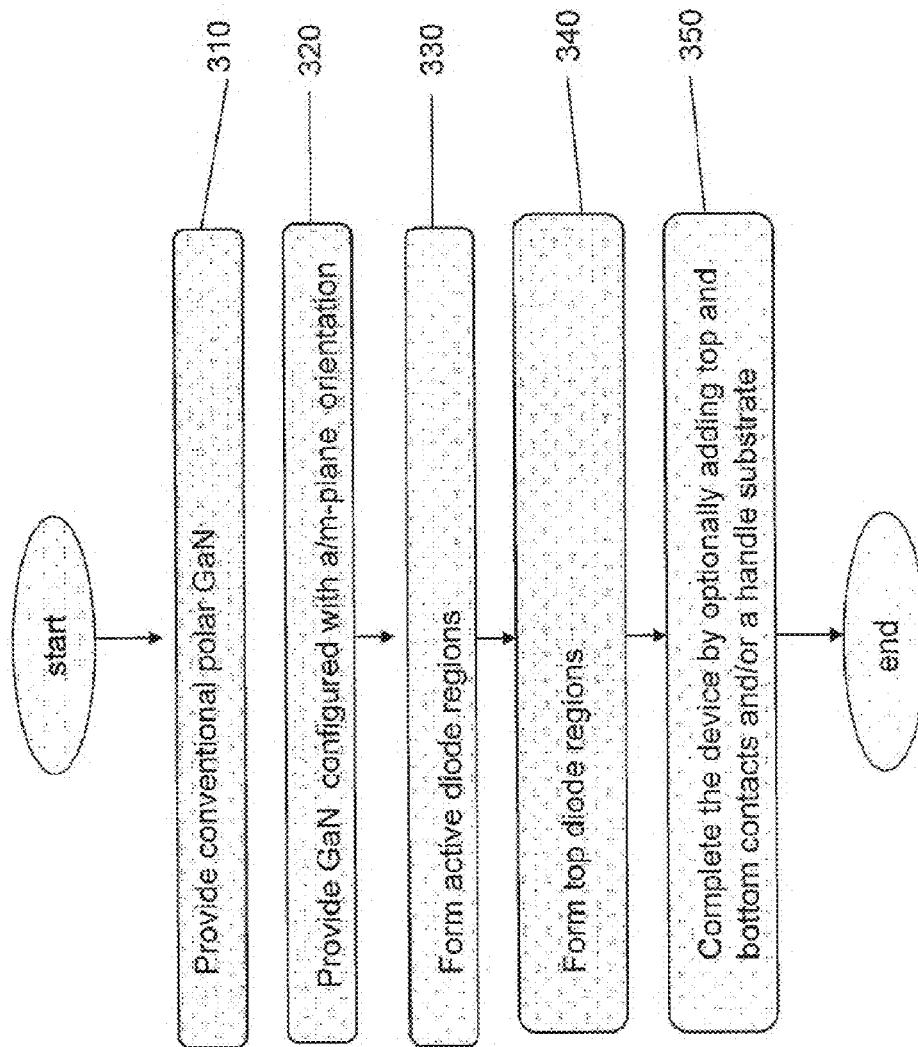 start
Provide conventional polar GaN
310
Provide GaN configured with a/m-plane orientation
320
Form active diode regions
330
Form top diode regions
340
Complete the device by optionally adding top and
bottom contacts and/or a handle substrate
350
end